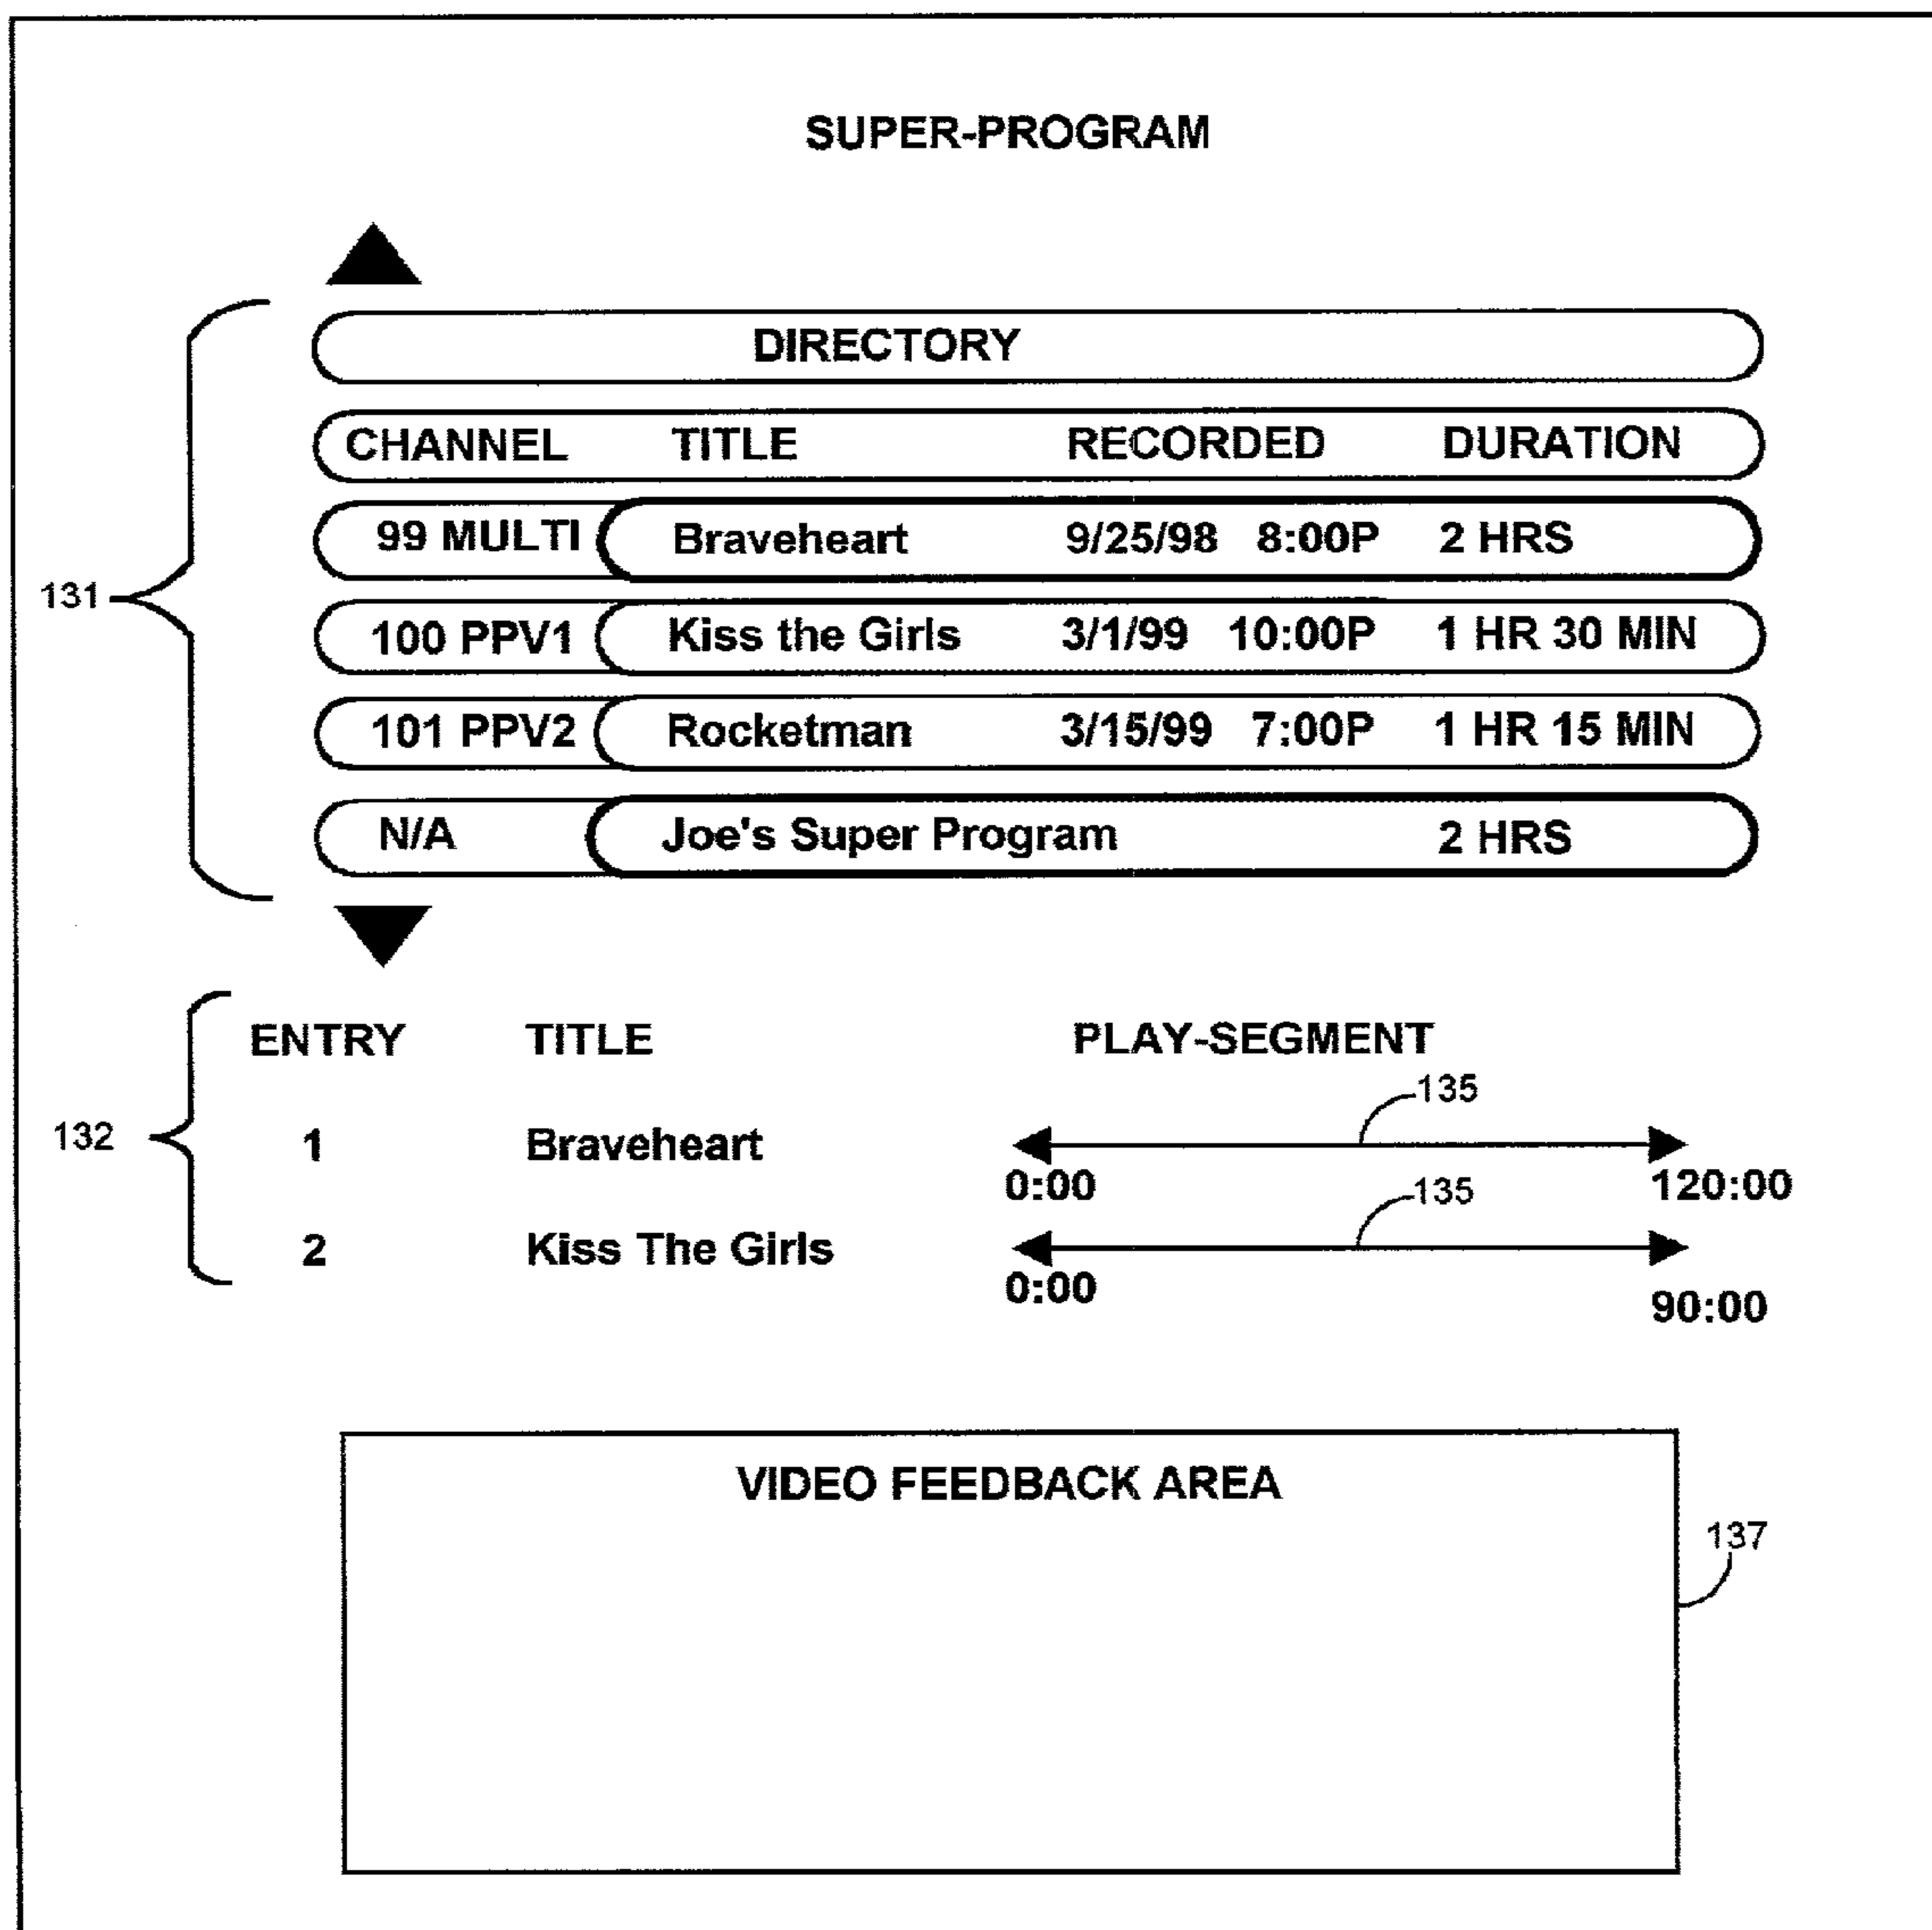 SUPER-PROGRAM
DIRECTORY
CHANNEL TITLE RECORDED DURATION
99 MULTI Braveheart 9/25/98 8:00P 2 HRS
100 PPV1 Kiss the Girls 3/1/99 10:00P 1 HR 30 MIN
131
101 PPV2 Rocketman 3/15/99 7:00P 1 HR 15 MIN
N/A Joe's Super Program 2 HRS
ENTRY TITLE PLAY-SEGMENT
135
132 1 Braveheart
0:00 135 120:00
2 Kiss The Girls
0:00 90:00
VIDEO FEEDBACK AREA
137